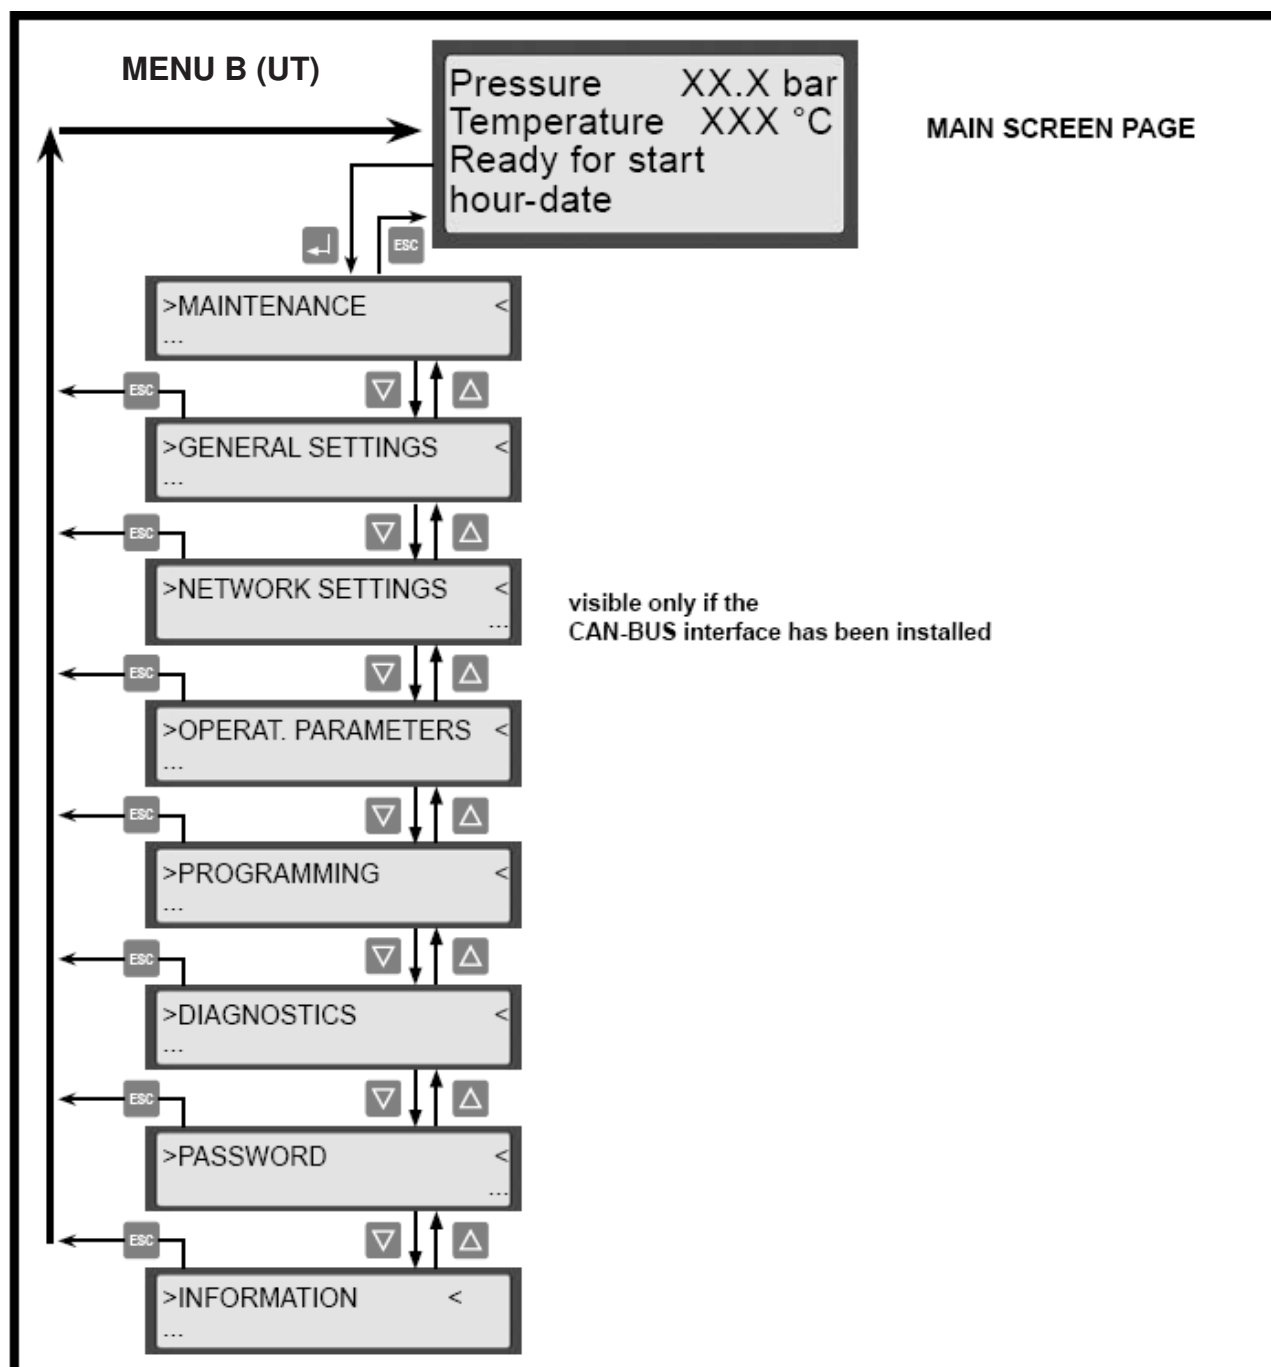 MENU B (UT)
Pressure XX.X bar
Temperature XXX °C
Ready for start
hour-date
MAIN SCREEN PAGE
ESC
>MAINTENANCE <
...
ESC
>GENERAL SETTINGS <
...
ESC
>NETWORK SETTINGS <
...
visible only if the
CAN-BUS interface has been installed
ESC
>OPERAT. PARAMETERS <
...
ESC
>PROGRAMMING <
...
ESC
>DIAGNOSTICS <
...
ESC
>PASSWORD <
...
ESC
>INFORMATION <
...